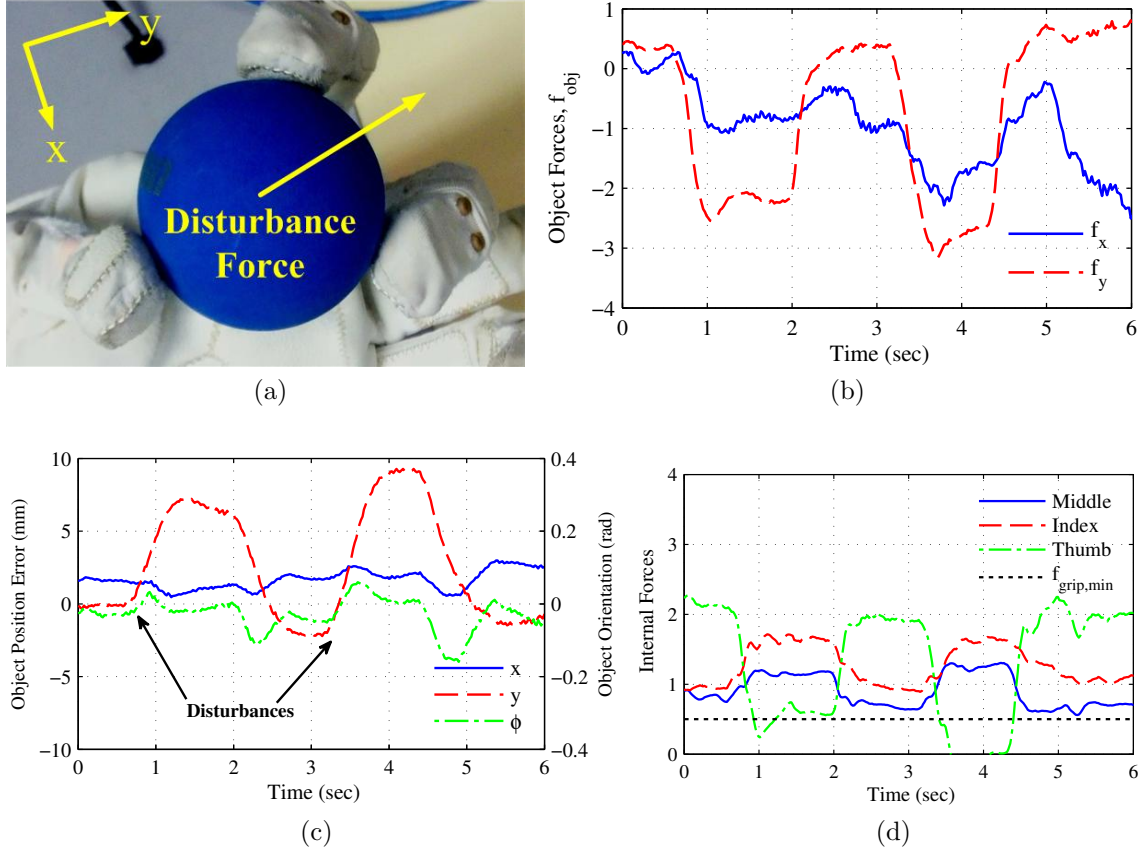 y
x
Disturbance
Force
(a)
Object Forces, f_obj
1
0
−1
−2
−3
−4
0 1 2 3 4 5 6
Time (sec)
f_x
f_y
(b)
Object Position Error (mm)
10
5
0
−5
−10
0 1 2 3 4 5 6
Time (sec)
0.4
0.2
0
−0.2
−0.4
Object Orientation (rad)
Disturbances
x
y
ϕ
(c)
Internal Forces
4
3
2
1
0
0 1 2 3 4 5 6
Time (sec)
Middle
Index
Thumb
f_grip,min
(d)